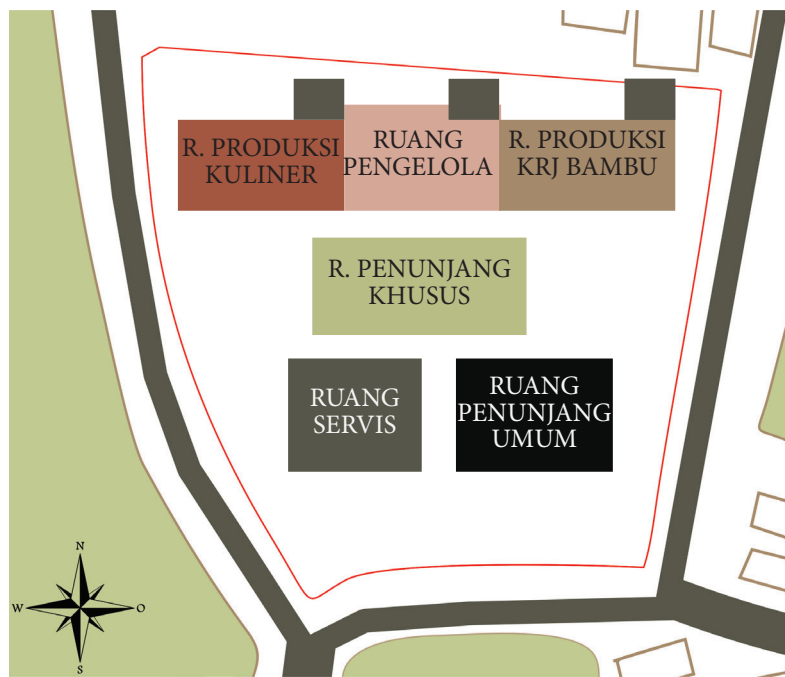 R. PRODUKSI
KULINER
RUANG
PENGELOLA
R. PRODUKSI
KRJ BAMBU
R. PENUNJANG
KHUSUS
RUANG
SERVIS
RUANG
PENUNJANG
UMUM
N
W
O
S